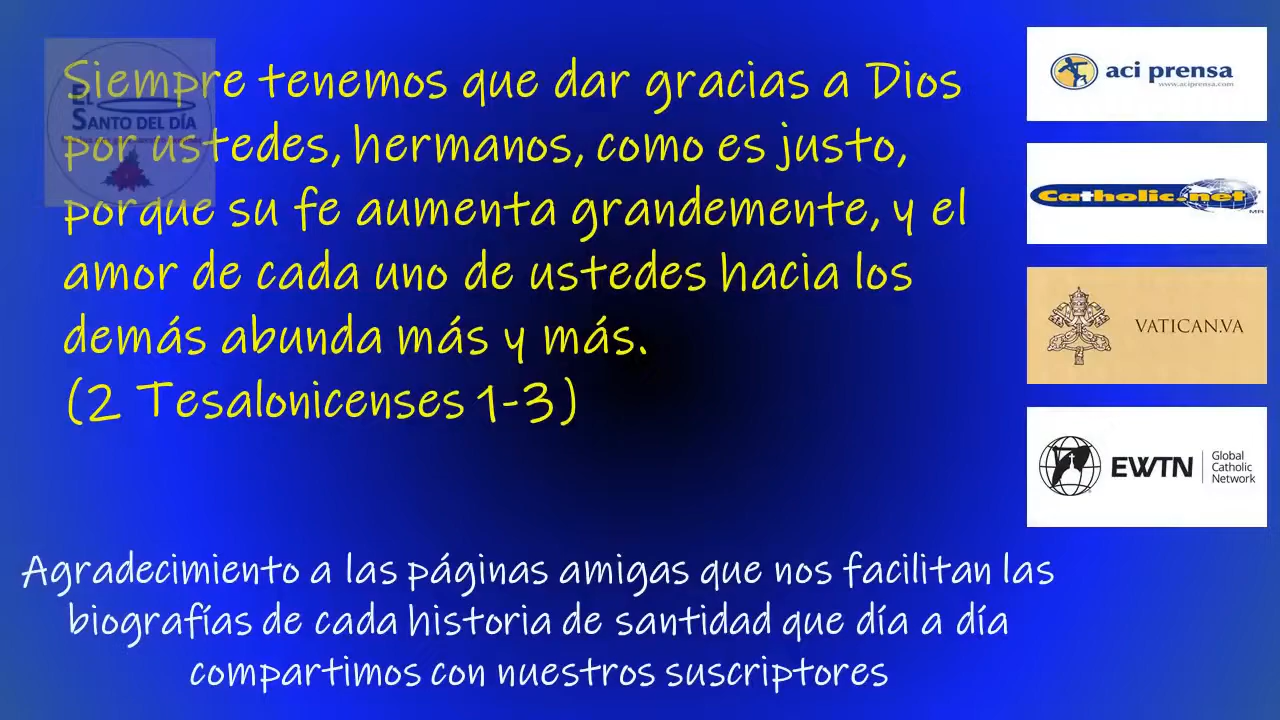 Siempre tenemos que dar gracias a Dios
por ustedes, hermanos, como es justo,
porque su fe aumenta grandemente, y el
amor de cada uno de ustedes hacia los
demás abunda más y más.
(2 Tesalonicenses 1-3)
EL
SANTO DEL DÍA
aci prensa
www.aciprensa.com
Catholic.net
MR
VATICAN.VA
EWTN
Global
Catholic
Network
Agradecimiento a las páginas amigas que nos facilitan las
biografías de cada historia de santidad que día a día
compartimos con nuestros suscriptores